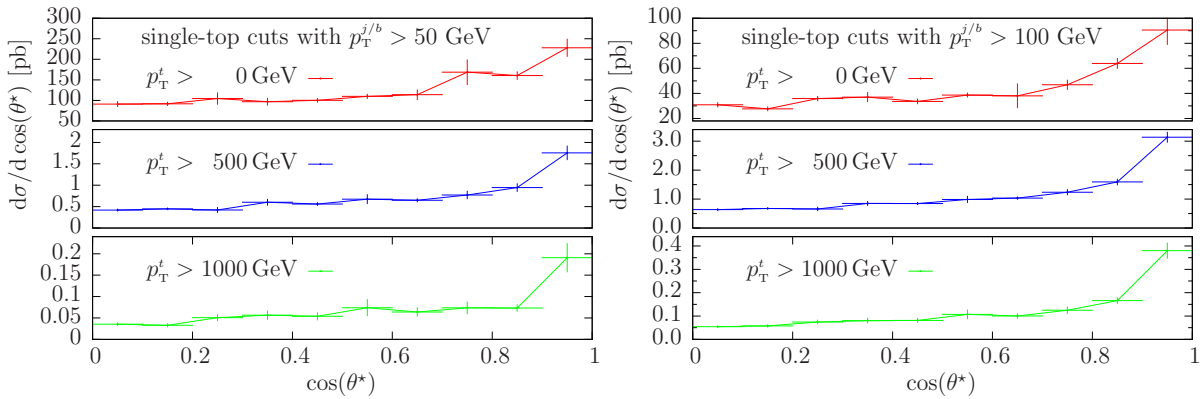 dσ/d cos(θ⋆) [pb]
single-top cuts with p_T^{j/b} > 50 GeV
p_T^t > 0 GeV
300
250
200
150
100
50
p_T^t > 500 GeV
2
1.5
1
0.5
0
p_T^t > 1000 GeV
0.2
0.15
0.1
0.05
0
0 0.2 0.4 0.6 0.8 1
cos(θ⋆)
dσ/d cos(θ⋆) [pb]
single-top cuts with p_T^{j/b} > 100 GeV
p_T^t > 0 GeV
100
80
60
40
20
p_T^t > 500 GeV
3.0
2.0
1.0
0.0
p_T^t > 1000 GeV
0.4
0.3
0.2
0.1
0.0
0 0.2 0.4 0.6 0.8 1
cos(θ⋆)